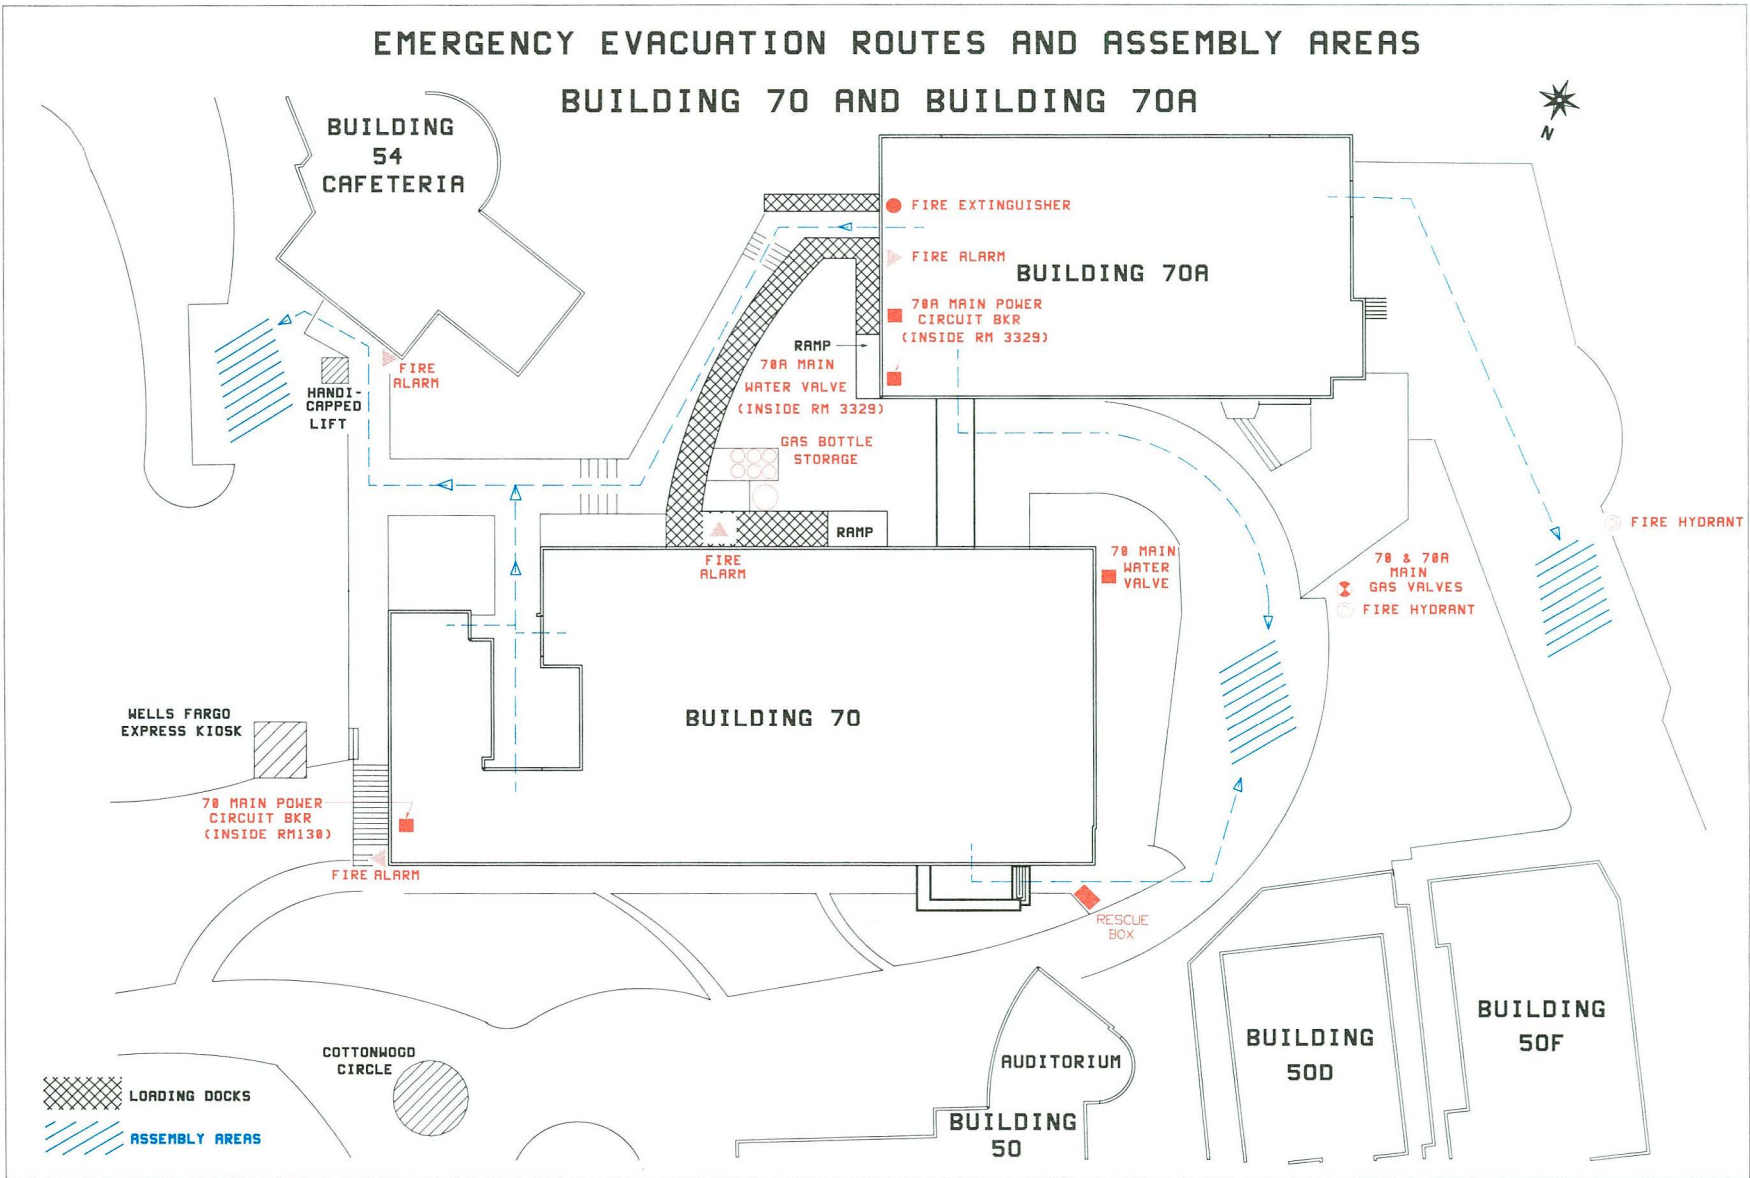 EMERGENCY EVACUATION ROUTES AND ASSEMBLY AREAS
BUILDING 70 AND BUILDING 70A
BUILDING
54
CAFETERIA
N
FIRE EXTINGUISHER
FIRE ALARM
BUILDING 70A
70A MAIN POWER
CIRCUIT BKR
(INSIDE RM 3329)
RAMP
70A MAIN
WATER VALVE
(INSIDE RM 3329)
FIRE
ALARM
HANDI-
CAPPED
LIFT
GAS BOTTLE
STORAGE
RAMP
FIRE
ALARM
70 MAIN
WATER
VALVE
FIRE HYDRANT
70 & 70A
MAIN
GAS VALVES
FIRE HYDRANT
WELLS FARGO
EXPRESS KIOSK
BUILDING 70
70 MAIN POWER
CIRCUIT BKR
(INSIDE RM130)
FIRE ALARM
RESCUE
BOX
BUILDING
50F
BUILDING
50D
COTTONWOOD
CIRCLE
AUDITORIUM
BUILDING
50
LOADING DOCKS
ASSEMBLY AREAS